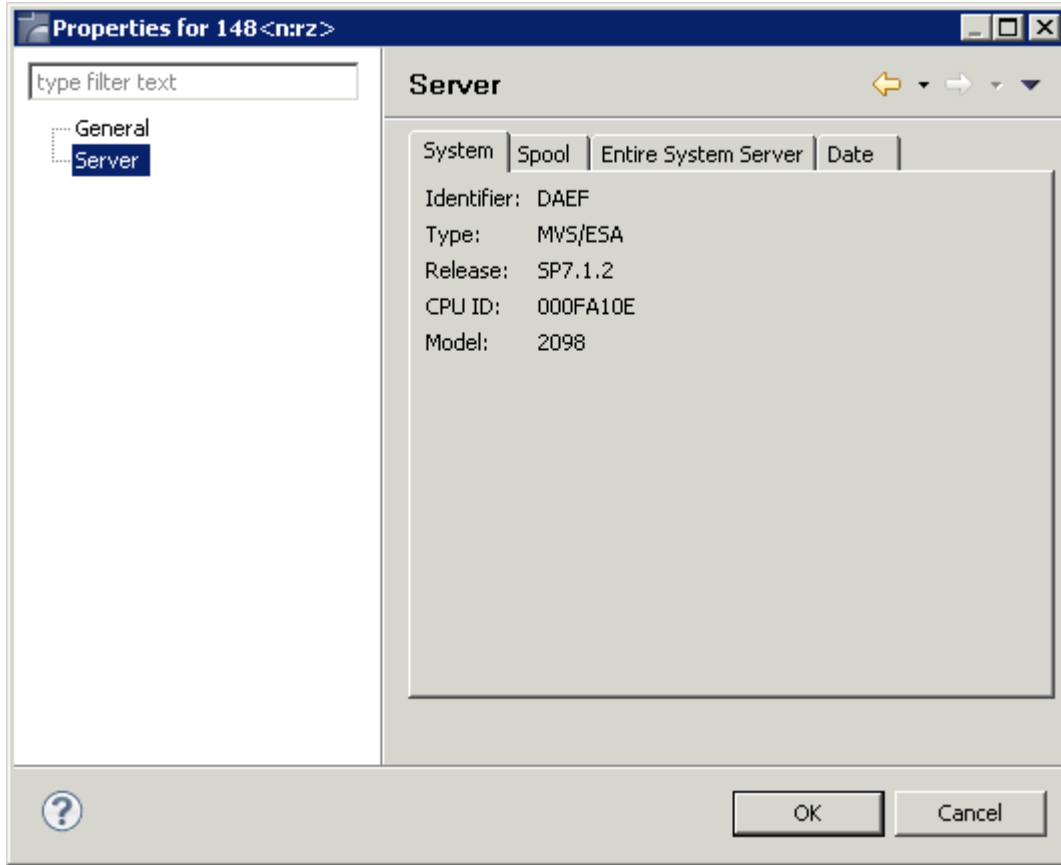 Properties for 148<n:rz>
type filter text
General
Server
Server
System Spool Entire System Server Date
Identifier: DAEF
Type: MVS/ESA
Release: SP7.1.2
CPU ID: 000FA10E
Model: 2098
?
OK Cancel